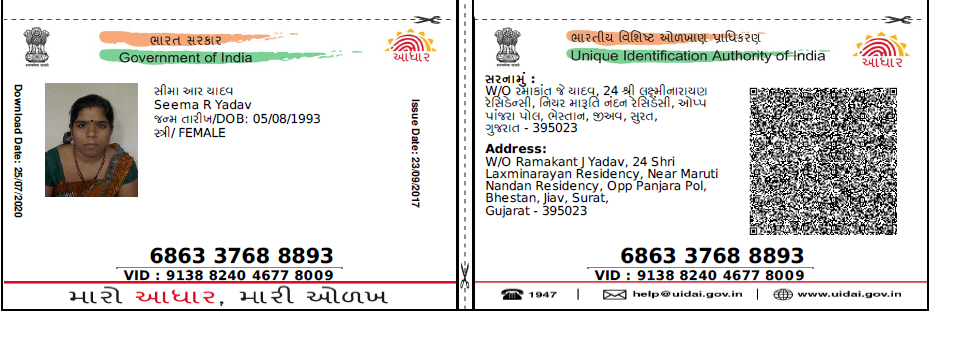 ભારત સરકાર
Government of India
આધાર
Download Date: 25/07/2020
સીમા આર યાદવ
Seema R Yadav
જન્મ તારીખ/DOB: 05/08/1993
સ્ત્રી/ FEMALE
Issue Date: 23/09/2017
6863 3768 8893
VID : 9138 8240 4677 8009
મારો આધાર, મારી ઓળખ
ભારતીય વિશિષ્ટ ઓળખાણ પ્રાધિકરણ
Unique Identification Authority of India
આધાર
સરનામું :
W/O રમાકાંત જે યાદવ, 24 શ્રી લક્ષ્મીનારાયણ
રેસિડેન્સી, નિયર મારૂતિ નંદન રેસિડેંસી, ઓપ્પ
પાંજરા પોલ, ભેસ્તાન, જીઅવ, સુરત,
ગુજરાત - 395023
Address:
W/O Ramakant J Yadav, 24 Shri
Laxminarayan Residency, Near Maruti
Nandan Residency, Opp Panjara Pol,
Bhestan, Jiav, Surat,
Gujarat - 395023
6863 3768 8893
VID : 9138 8240 4677 8009
1947
help@uidai.gov.in
www.uidai.gov.in